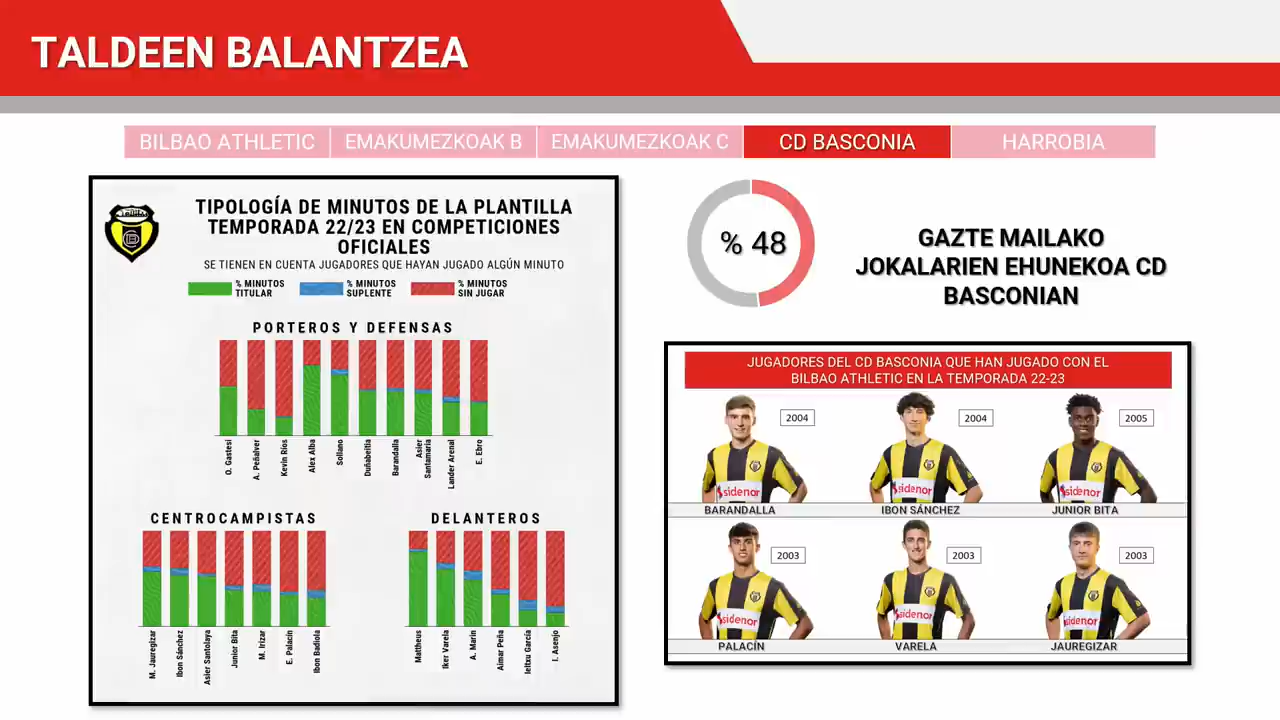 TALDEEN BALANTZEA
BILBAO ATHLETIC
EMAKUMEZKOAK B
EMAKUMEZKOAK C
CD BASCONIA
HARROBIA
TIPOLOGÍA DE MINUTOS DE LA PLANTILLA
TEMPORADA 22/23 EN COMPETICIONES
OFICIALES
SE TIENEN EN CUENTA JUGADORES QUE HAYAN JUGADO ALGÚN MINUTO
% MINUTOS
TITULAR
% MINUTOS
SUPLENTE
% MINUTOS
SIN JUGAR
PORTEROS Y DEFENSAS
O. Gastesi
A. Peñalver
Kevin Ríos
Alex Alba
Sollano
Duñabeitia
Barandalla
Asier
Santamaría
Lander Arenal
E. Ebro
CENTROCAMPISTAS
M. Jauregizar
Ibon Sánchez
Asier Santolaya
Junior Bita
M. Irizar
E. Palacín
Ibon Badiola
DELANTEROS
Mattheus
Iker Varela
A. Marín
Aimar Peña
Ieltxu García
I. Asenjo
% 48
GAZTE MAILAKO
JOKALARIEN EHUNEKOA CD
BASCONIAN
JUGADORES DEL CD BASCONIA QUE HAN JUGADO CON EL
BILBAO ATHLETIC EN LA TEMPORADA 22-23
2004
2004
2005
sidenor
sidenor
sidenor
BARANDALLA
IBON SÁNCHEZ
JUNIOR BITA
2003
2003
2003
sidenor
sidenor
sidenor
PALACÍN
VARELA
JAUREGIZAR